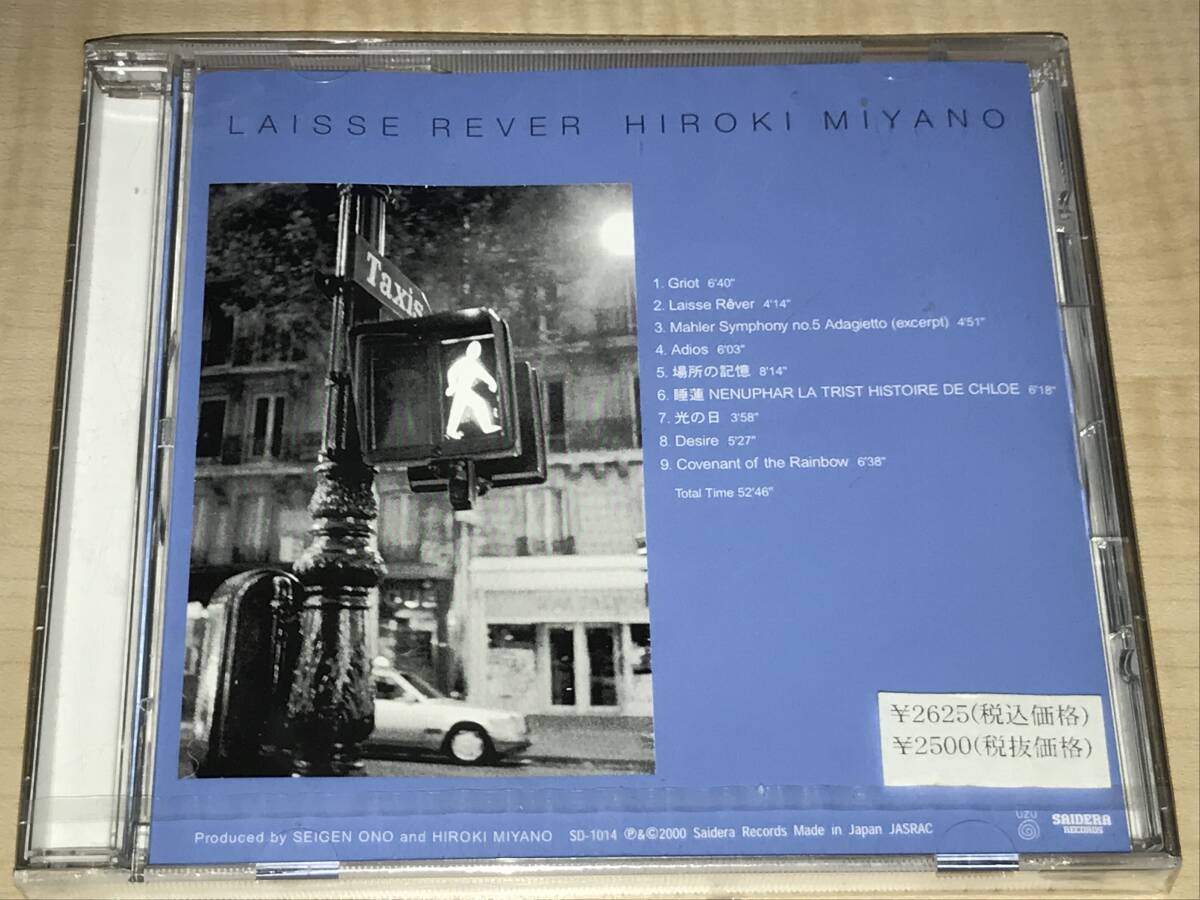 LAISSE REVER HIROKI MiYANO
Taxis
1. Griot 6'40"
2. Laisse Rêver 4'14"
3. Mahler Symphony no.5 Adagietto (excerpt) 4'51"
4. Adios 6'03"
5. 場所の記憶 8'14"
6. 睡蓮 NENUPHAR LA TRIST HISTOIRE DE CHLOE 6'18"
7. 光の日 3'58"
8. Desire 5'27"
9. Covenant of the Rainbow 6'38"
Total Time 52'46"
¥2625(税込価格)
¥2500(税抜価格)
Produced by SEIGEN ONO and HIROKI MIYANO SD-1014 ℗&©2000 Saidera Records Made in Japan JASRAC
UZU
SAIDERA
RECORDS